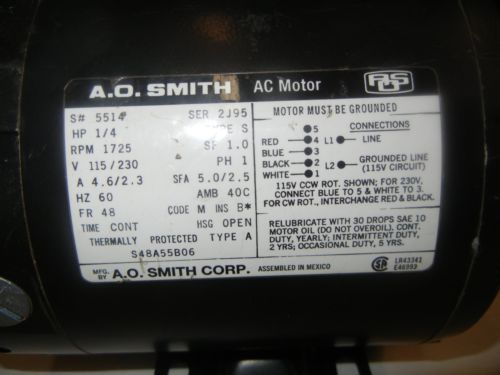 A.O. SMITH AC Motor AOS
S# 5514 SER 2J95
HP 1/4 TYPE S
RPM 1725 SF 1.0
V 115/230 PH 1
A 4.6/2.3 SFA 5.0/2.5
HZ 60 AMB 40C
FR 48 CODE M INS B*
TIME CONT HSG OPEN
THERMALLY PROTECTED TYPE A
S48A55B06
MOTOR MUST BE GROUNDED
5 CONNECTIONS
RED 4 L1 LINE
BLUE 3
BLACK 2 L2 GROUNDED LINE
WHITE 1 (115V CIRCUIT)
115V CCW ROT. SHOWN; FOR 230V,
CONNECT BLUE TO 5 & WHITE TO 3.
FOR CW ROT., INTERCHANGE RED & BLACK.
RELUBRICATE WITH 30 DROPS SAE 10
MOTOR OIL (DO NOT OVEROIL). CONT.
DUTY, YEARLY; INTERMITTENT DUTY,
2 YRS; OCCASIONAL DUTY, 5 YRS.
MFG. BY A.O. SMITH CORP. ASSEMBLED IN MEXICO
LR43341
E46993